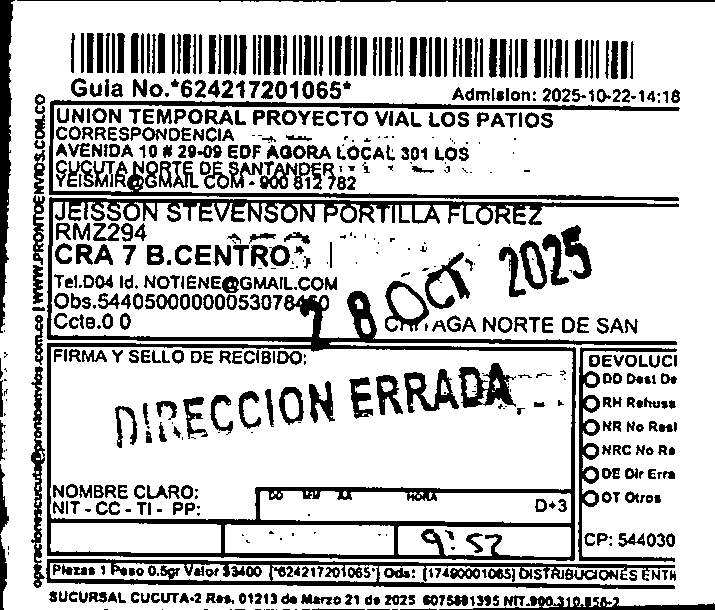 Guia No.*624217201065*
Admision: 2025-10-22-14:18
UNION TEMPORAL PROYECTO VIAL LOS PATIOS
CORRESPONDENCIA
AVENIDA 10 # 29-09 EDF AGORA LOCAL 301 LOS
CUCUTA NORTE DE SANTANDER
YEISMIR@GMAIL COM - 900 812 782
JEISSON STEVENSON PORTILLA FLOREZ
RMZ294
CRA 7 B.CENTRO
Tel.D04 Id. NOTIENE@GMAIL.COM
28 OCT 2025
Ccte.0 0
NORTE DE SAN
FIRMA Y SELLO DE RECIBIDO:
DIRECCION ERRADA
DEVOLUCI
DD Dest De
RH Rehusa
NR No Resi
NRC No Re
DE Dir Erra
OT Otros
NOMBRE CLARO:
NIT - CC - TI - PP:
DD MM AA HORA
D+3
9:52
CP: 544030
Piezas 1 Peso 0.5gr Valor $3400 [*624217201065*] Ods: [17490001065] DISTRIBUCIONES ENTR
SUCURSAL CUCUTA-2 Res. 01213 de Marzo 21 de 2025 6075881395 NIT.900.310.856-2
operacionescucuta@prontoenvios.com.co | WWW.PRONTOENVIOS.COM.CO